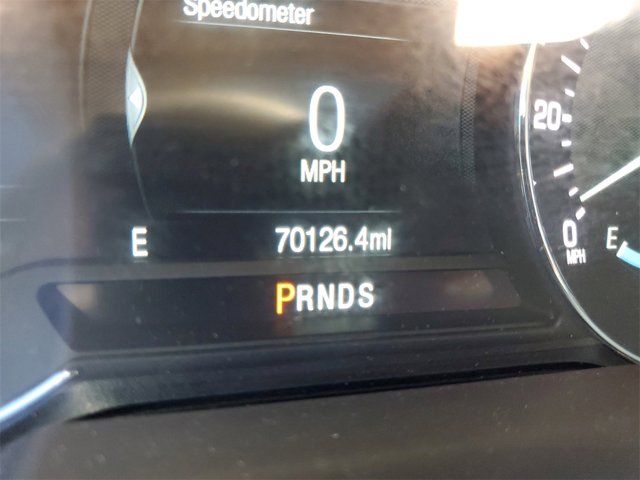 Speedometer
0
MPH
20
0
MPH
E
E
70126.4mi
PRNDS